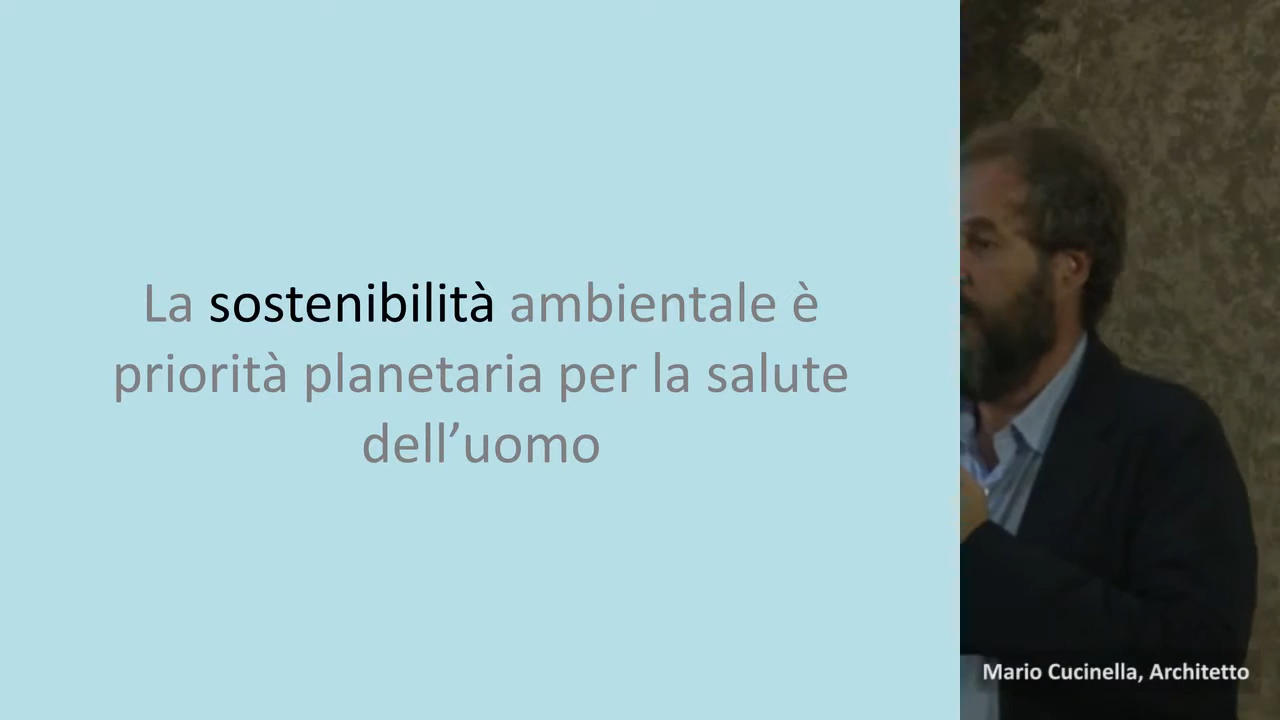 La sostenibilità ambientale è
priorità planetaria per la salute
dell’uomo
Mario Cucinella, Architetto